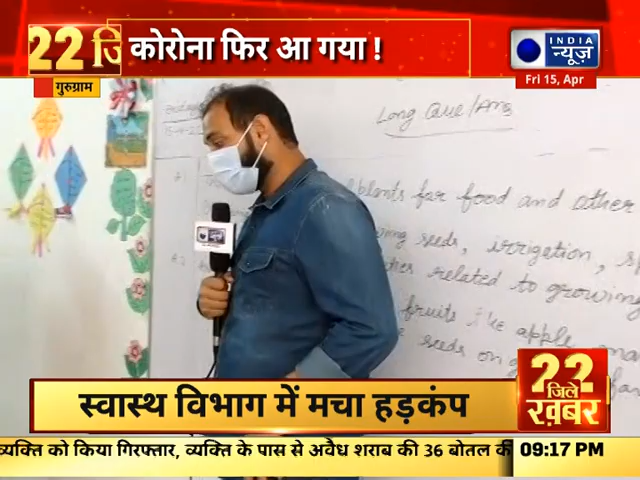 22 जि
कोरोना फिर आ गया !
INDIA
न्यूज़
गुरुग्राम
Fri 15, Apr
Long Que/Ans
plants for food and other
seeds, irrigation,
related to growing
fruits like apple,
seeds on
22
जिले
ख़बर
स्वास्थ विभाग में मचा हड़कंप
व्यक्ति को किया गिरफ्तार, व्यक्ति के पास से अवैध शराब की 36 बोतल की
09:17 PM